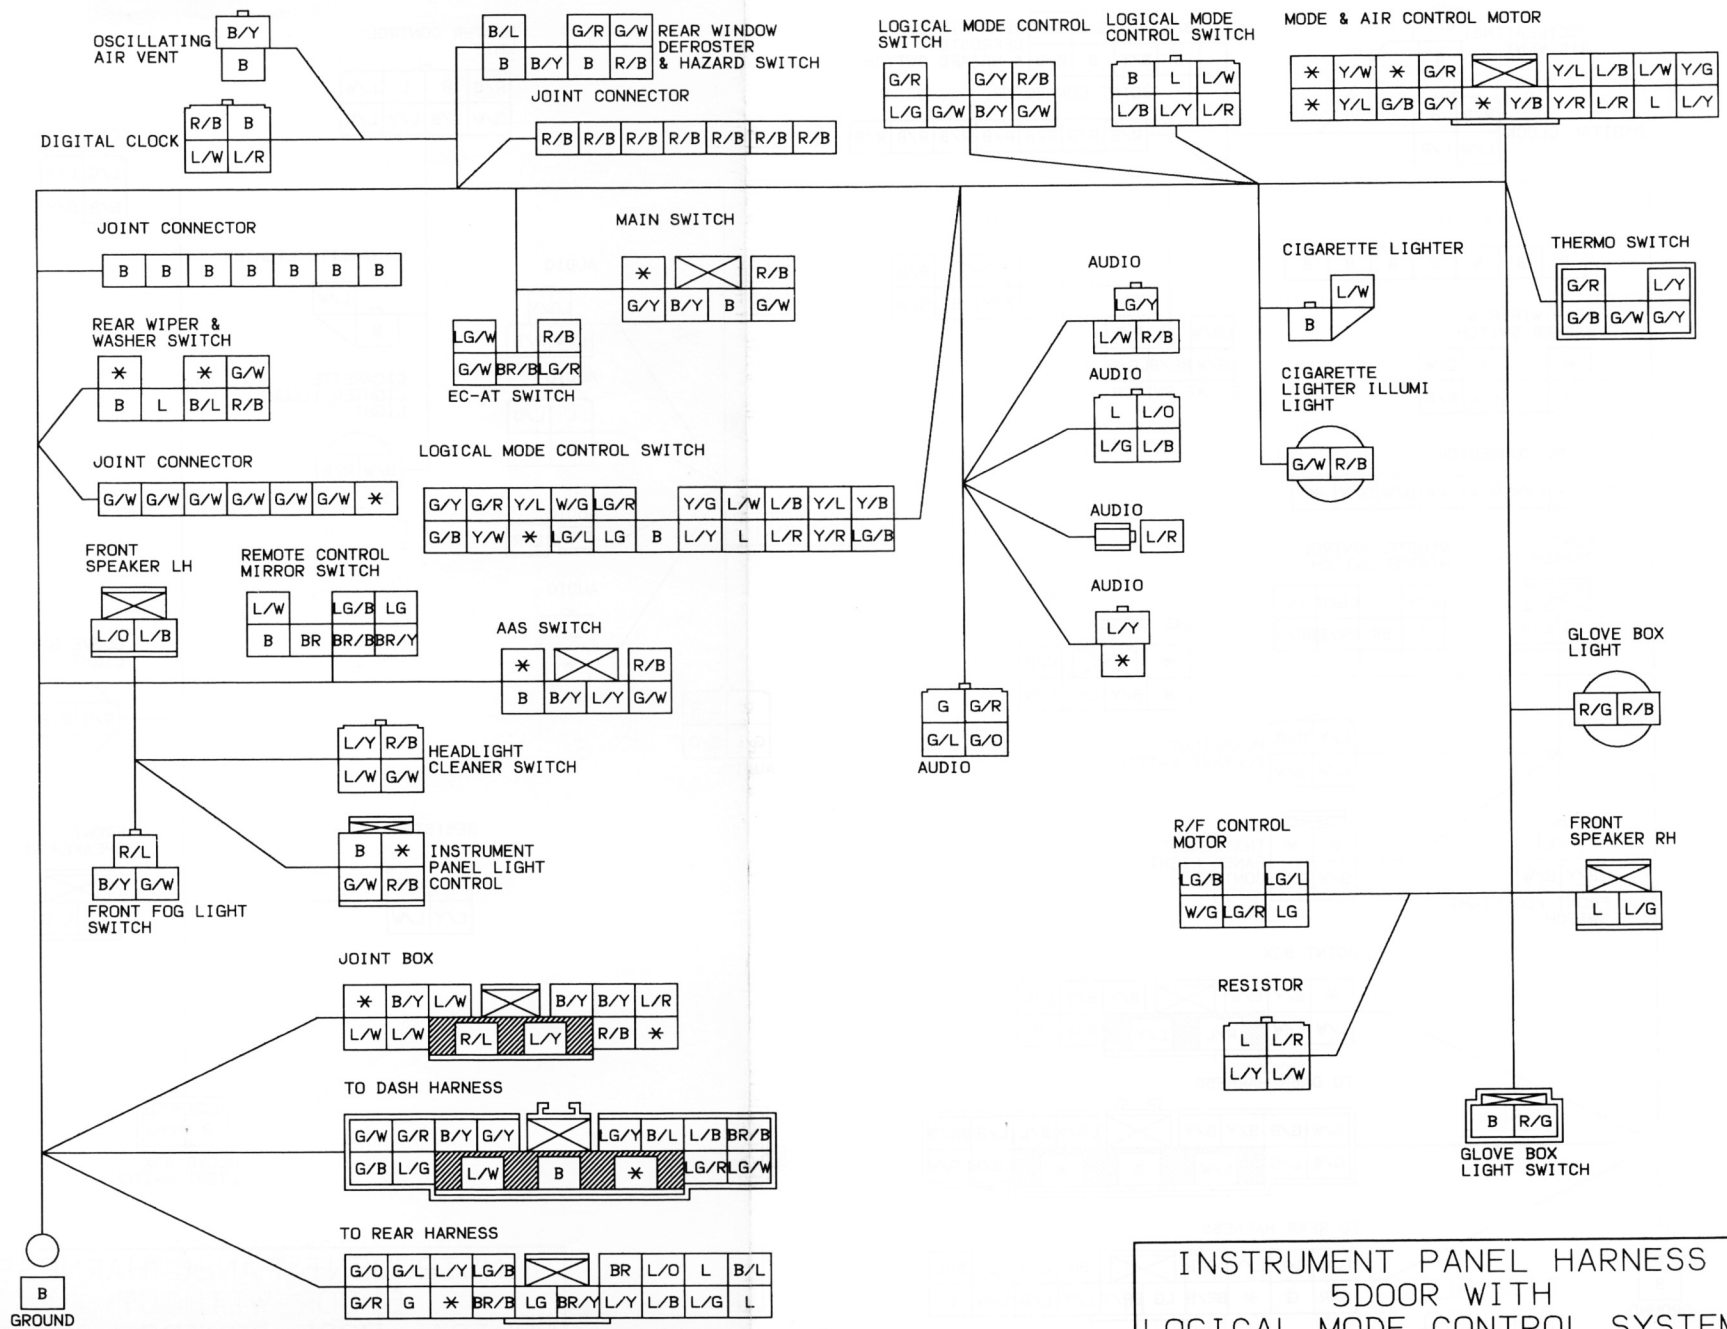 OSCILLATING
AIR VENT
B/Y
B
DIGITAL CLOCK
R/B B
L/W L/R
B/L G/R G/W
B B/Y B R/B
REAR WINDOW
DEFROSTER
& HAZARD SWITCH
JOINT CONNECTOR
R/B R/B R/B R/B R/B R/B R/B
LOGICAL MODE CONTROL
SWITCH
G/R G/Y R/B
L/G G/W B/Y G/W
LOGICAL MODE
CONTROL SWITCH
B L L/W
L/B L/Y L/R
MODE & AIR CONTROL MOTOR
* Y/W * G/R Y/L L/B L/W Y/G
* Y/L G/B G/Y * Y/B Y/R L/R L L/Y
JOINT CONNECTOR
B B B B B B B
MAIN SWITCH
* R/B
G/Y B/Y B G/W
REAR WIPER &
WASHER SWITCH
* * G/W
B L B/L R/B
LG/W R/B
G/W BR/B LG/R
EC-AT SWITCH
JOINT CONNECTOR
G/W G/W G/W G/W G/W G/W *
LOGICAL MODE CONTROL SWITCH
G/Y G/R Y/L W/G LG/R Y/G L/W L/B Y/L Y/B
G/B Y/W * LG/L LG B L/Y L L/R Y/R LG/B
AUDIO
LG/Y
L/W R/B
AUDIO
L L/O
L/G L/B
AUDIO
L/R
AUDIO
L/Y
*
G G/R
G/L G/O
AUDIO
CIGARETTE LIGHTER
L/W
B
CIGARETTE
LIGHTER ILLUMI
LIGHT
G/W R/B
THERMO SWITCH
G/R L/Y
G/B G/W G/Y
FRONT
SPEAKER LH
L/O L/B
REMOTE CONTROL
MIRROR SWITCH
L/W LG/B LG
B BR BR/B BR/Y
AAS SWITCH
* R/B
B B/Y L/Y G/W
L/Y R/B
L/W G/W
HEADLIGHT
CLEANER SWITCH
B *
G/W R/B
INSTRUMENT
PANEL LIGHT
CONTROL
R/L
B/Y G/W
FRONT FOG LIGHT
SWITCH
GLOVE BOX
LIGHT
R/G R/B
R/F CONTROL
MOTOR
LG/B LG/L
W/G LG/R LG
FRONT
SPEAKER RH
L L/G
RESISTOR
L L/R
L/Y L/W
B R/G
GLOVE BOX
LIGHT SWITCH
JOINT BOX
* B/Y L/W B/Y B/Y L/R
L/W L/W R/L L/Y R/B *
TO DASH HARNESS
G/W G/R B/Y G/Y LG/Y B/L L/B BR/B
G/B L/G L/W B * LG/R LG/W
TO REAR HARNESS
G/O G/L L/Y LG/B BR L/O L B/L
G/R G * BR/B LG BR/Y L/Y L/B L/G L
B
GROUND
INSTRUMENT PANEL HARNESS
5DOOR WITH
LOGICAL MODE CONTROL SYSTEM